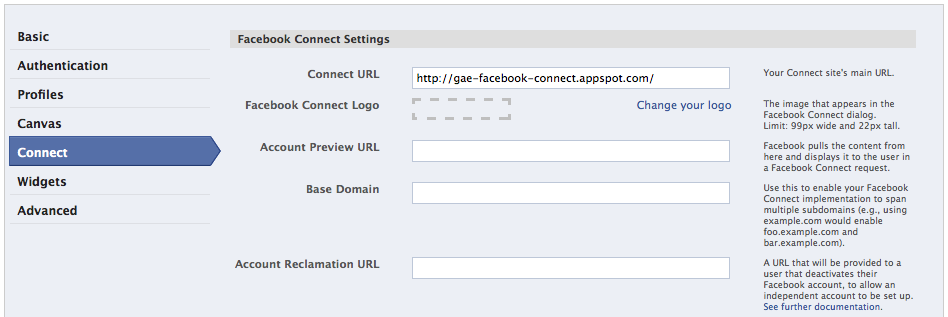 Basic
Authentication
Profiles
Canvas
Connect
Widgets
Advanced
Facebook Connect Settings
Connect URL
http://gae-facebook-connect.appspot.com/
Your Connect site's main URL.
Facebook Connect Logo
Change your logo
The image that appears in the
Facebook Connect dialog.
Limit: 99px wide and 22px tall.
Account Preview URL
Facebook pulls the content from
here and displays it to the user in
a Facebook Connect request.
Base Domain
Use this to enable your Facebook
Connect implementation to span
multiple subdomains (e.g., using
example.com would enable
foo.example.com and
bar.example.com).
Account Reclamation URL
A URL that will be provided to a
user that deactivates their
Facebook account, to allow an
independent account to be set up.
See further documentation.